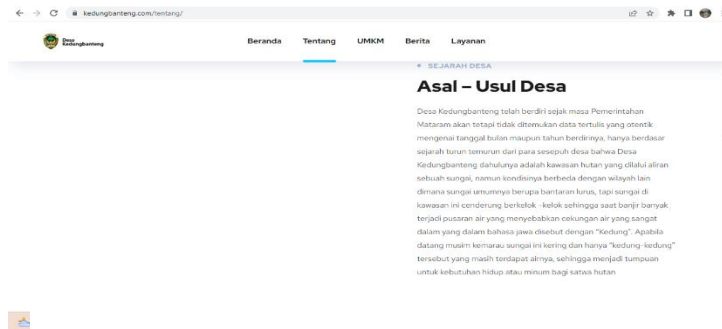 kedungbanteng.com/tentang/
Desa
Kedungbanteng
Beranda Tentang UMKM Berita Layanan
SEJARAH DESA
Asal – Usul Desa
Desa Kedungbanteng telah berdiri sejak masa Pemerintahan
Mataram akan tetapi tidak ditemukan data tertulis yang otentik
mengenai tanggal bulan maupun tahun berdirinya, hanya berdasar
sejarah turun temurun dari para sesepuh desa bahwa Desa
Kedungbanteng dahulunya adalah kawasan hutan yang dilalui aliran
sebuah sungai, namun kondisinya berbeda dengan wilayah lain
dimana sungai umumnya berupa bantaran lurus, tapi sungai di
kawasan ini cenderung berkelok –kelok sehingga saat banjir banyak
terjadi pusaran air yang menyebabkan cekungan air yang sangat
dalam yang dalam bahasa jawa disebut dengan "Kedung". Apabila
datang musim kemarau sungai ini kering dan hanya "kedung-kedung"
tersebut yang masih terdapat airnya, sehingga menjadi tumpuan
untuk kebutuhan hidup atau minum bagi satwa hutan